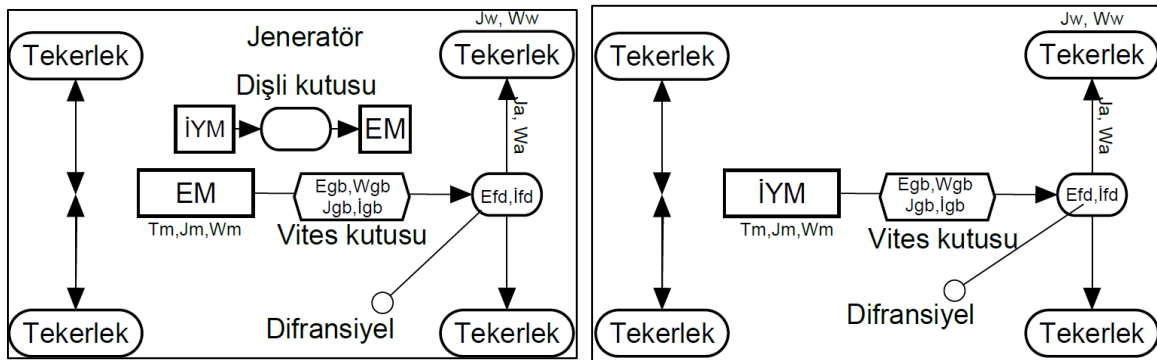 Jw, Ww
Tekerlek
Jeneratör
Tekerlek
Dişli kutusu
İYM
EM
Ja, Wa
EM
Egb,Wgb
Jgb,İgb
Efd,İfd
Tm,Jm,Wm
Vites kutusu
Difransiyel
Tekerlek
Tekerlek
Jw, Ww
Tekerlek
Tekerlek
Ja, Wa
İYM
Egb,Wgb
Jgb,İgb
Efd,İfd
Tm,Jm,Wm
Vites kutusu
Difransiyel
Tekerlek
Tekerlek